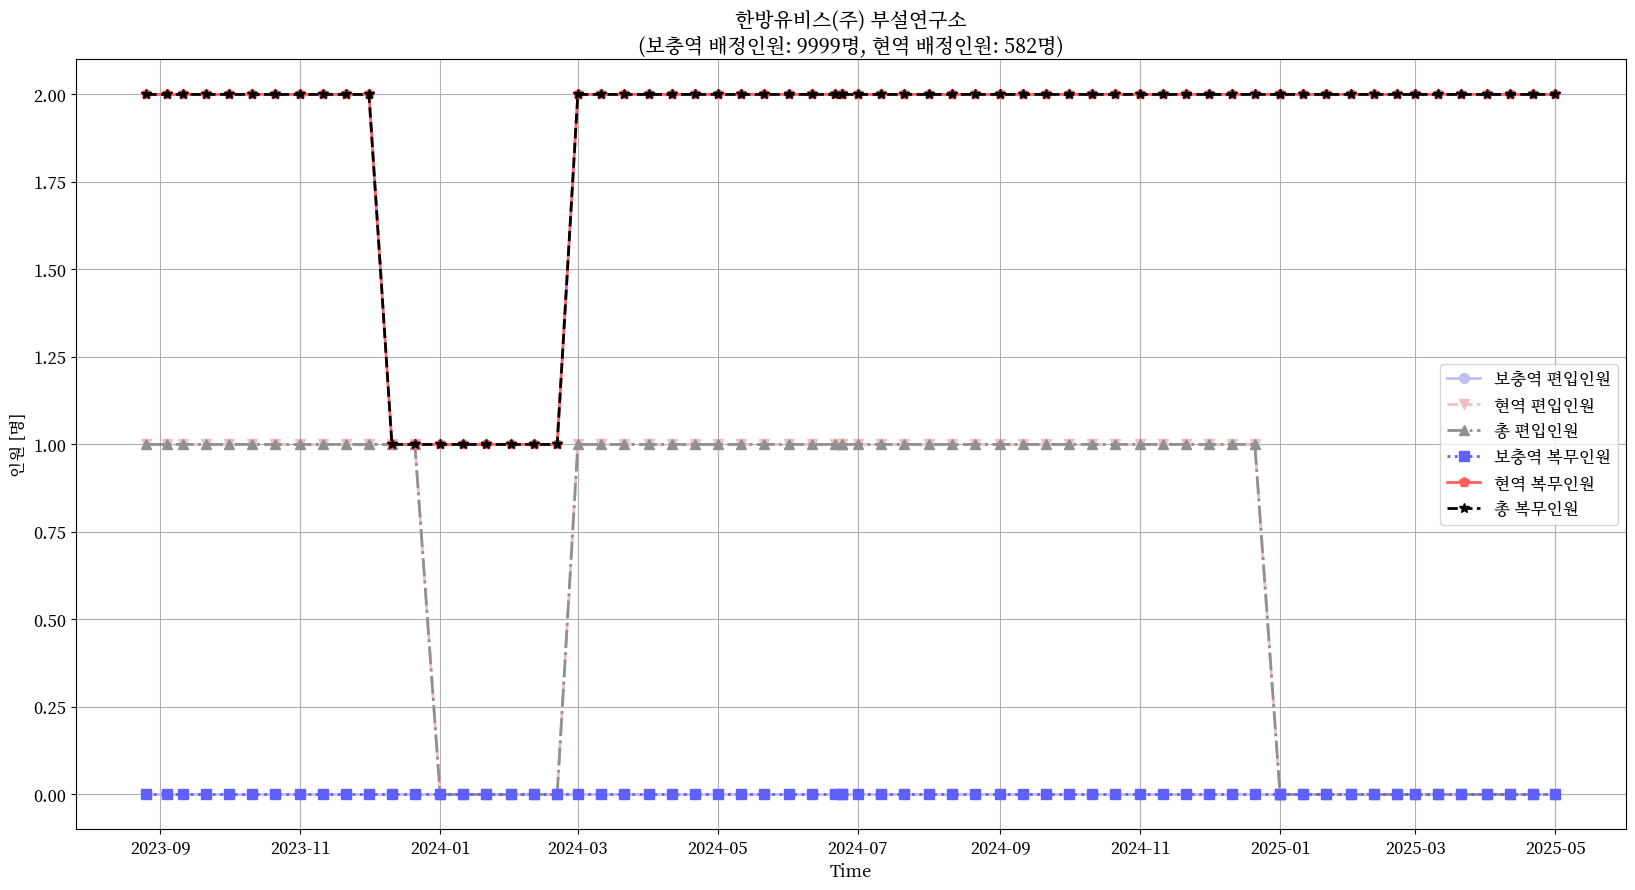 한방유비스(주) 부설연구소
(보충역 배정인원: 9999명, 현역 배정인원: 582명)
인원 [명]
2.00
1.75
1.50
1.25
1.00
0.75
0.50
0.25
0.00
보충역 편입인원
현역 편입인원
총 편입인원
보충역 복무인원
현역 복무인원
총 복무인원
2023-09 2023-11 2024-01 2024-03 2024-05 2024-07 2024-09 2024-11 2025-01 2025-03 2025-05
Time